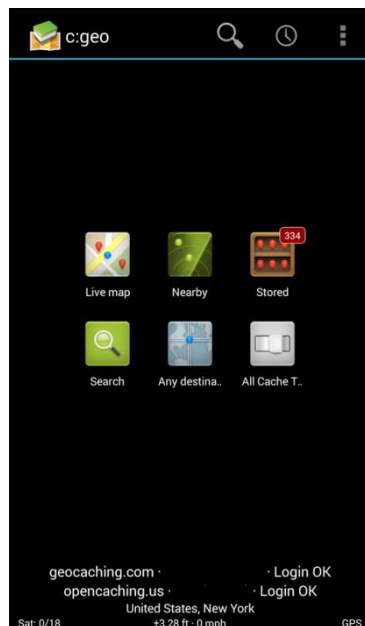 c:geo
334
Live map Nearby Stored
Search Any destina.. All Cache T..
geocaching.com · · Login OK
opencaching.us · · Login OK
United States, New York
Sat: 0/18 +3.28 ft · 0 mph GPS